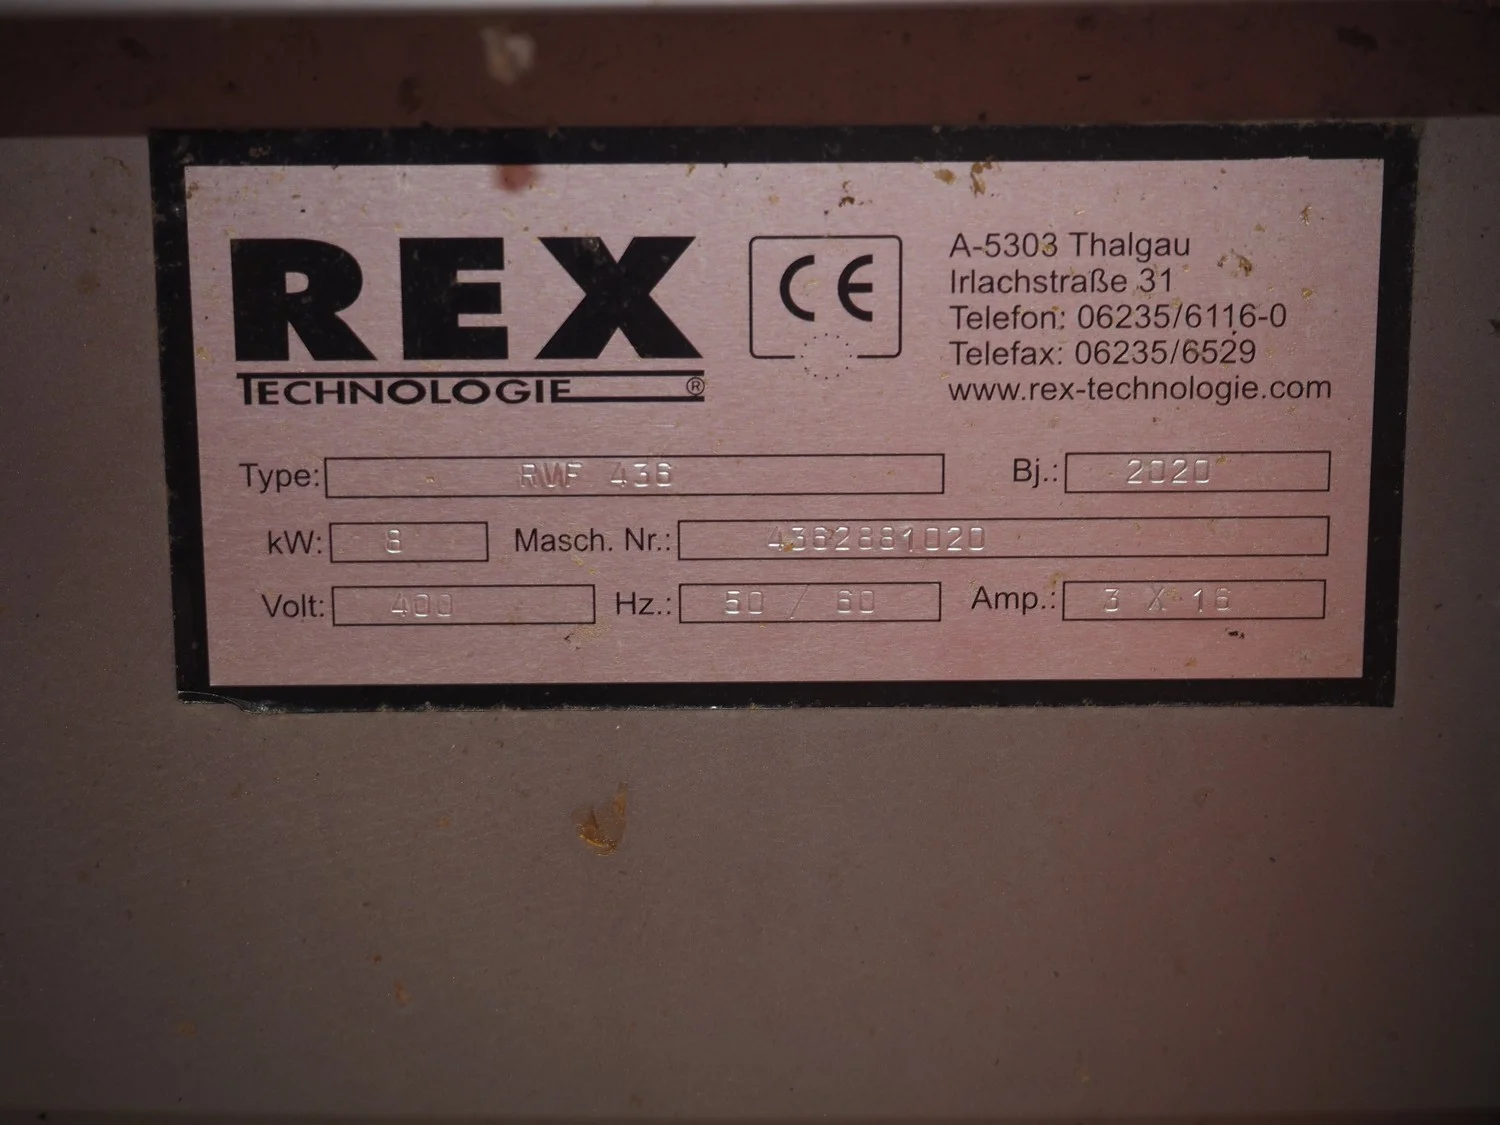 REX
TECHNOLOGIE ®
CE
A-5303 Thalgau
Irlachstraße 31
Telefon: 06235/6116-0
Telefax: 06235/6529
www.rex-technologie.com
Type: RWF 436 Bj.: 2020
kW: 8 Masch. Nr.: 4362881020
Volt: 400 Hz.: 50 / 60 Amp.: 3 X 16